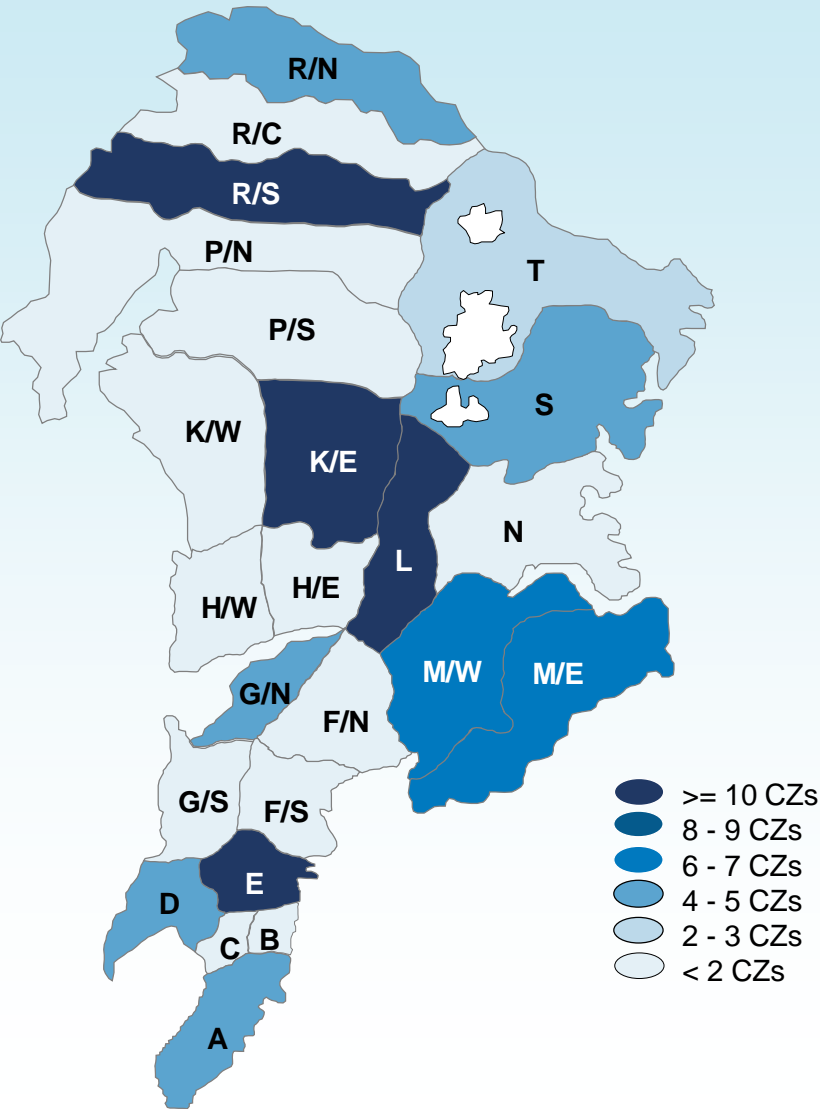 R/N
R/C
R/S
P/N
T
P/S
S
K/W
K/E
N
L
H/E
H/W
M/W
M/E
G/N
F/N
G/S
F/S
E
D
B
C
A
>= 10 CZs
8 - 9 CZs
6 - 7 CZs
4 - 5 CZs
2 - 3 CZs
< 2 CZs